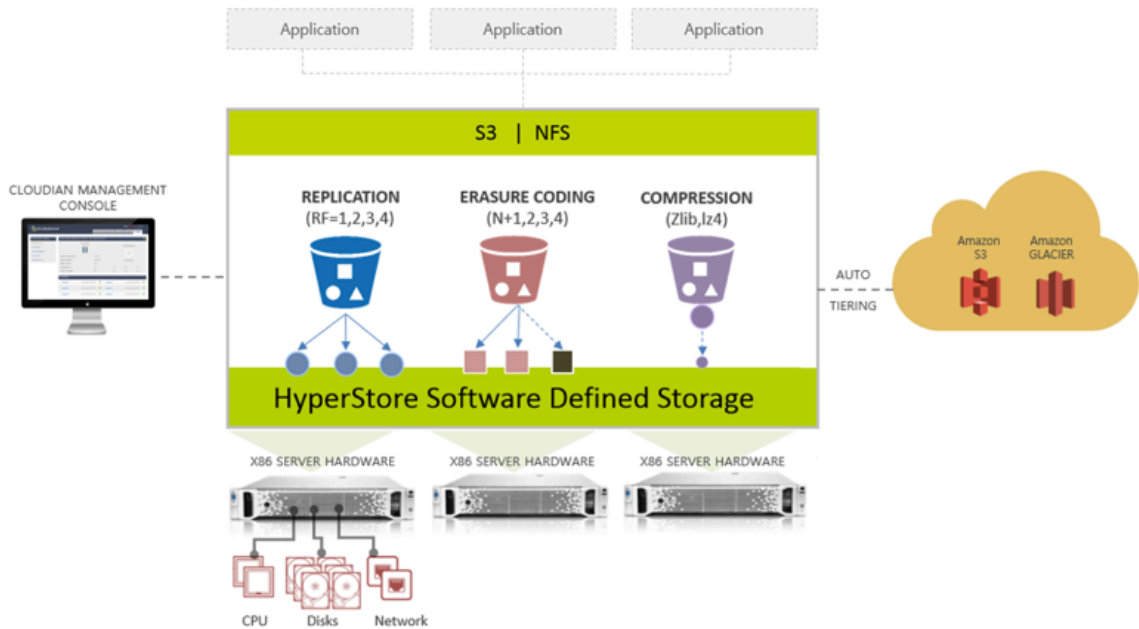 Application
Application
Application
S3 | NFS
CLOUDIAN MANAGEMENT
CONSOLE
REPLICATION
(RF=1,2,3,4)
ERASURE CODING
(N+1,2,3,4)
COMPRESSION
(Zlib,lz4)
AUTO
TIERING
Amazon
S3
Amazon
GLACIER
HyperStore Software Defined Storage
X86 SERVER HARDWARE
X86 SERVER HARDWARE
X86 SERVER HARDWARE
CPU
Disks
Network